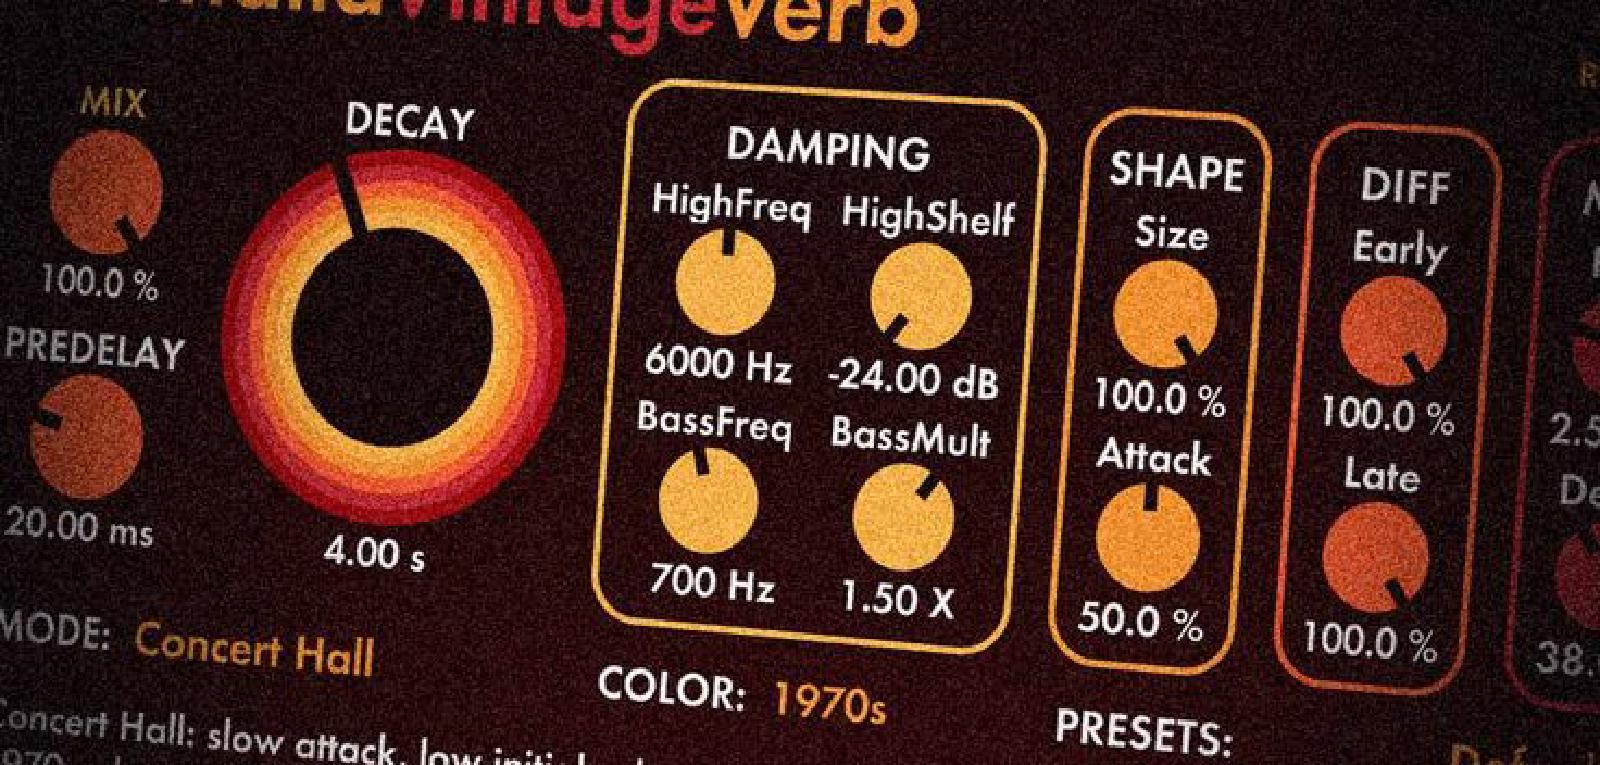 vintageverb
MIX
100.0 %
PREDELAY
20.00 ms
DECAY
4.00 s
DAMPING
HighFreq HighShelf
6000 Hz -24.00 dB
BassFreq BassMult
700 Hz 1.50 X
SHAPE
Size
100.0 %
Attack
50.0 %
DIFF
Early
100.0 %
Late
100.0 %
MODE: Concert Hall
COLOR: 1970s
PRESETS:
Concert Hall: slow attack, low